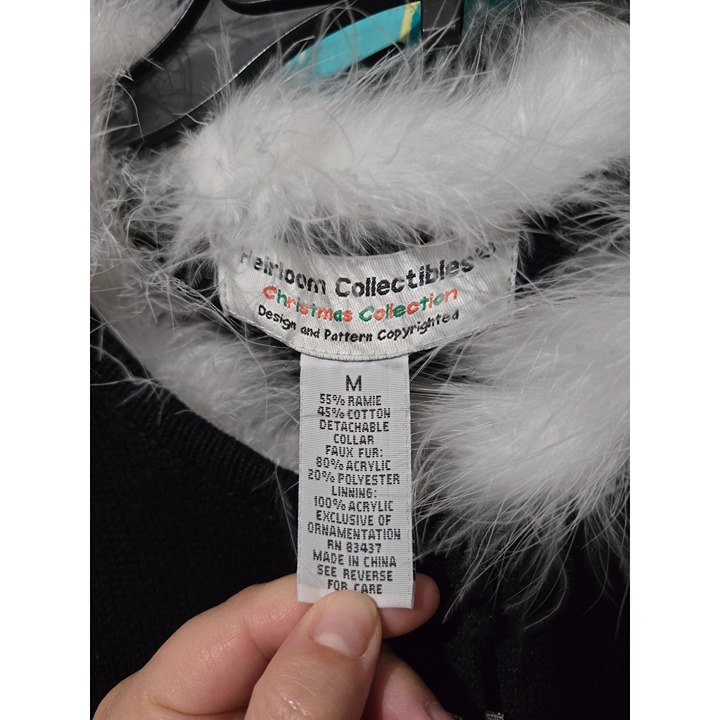 Heirloom Collectibles®
Christmas Collection
Design and Pattern Copyrighted
M
55% RAMIE
45% COTTON
DETACHABLE
COLLAR
FAUX FUR:
80% ACRYLIC
20% POLYESTER
LINNING:
100% ACRYLIC
EXCLUSIVE OF
ORNAMENTATION
RN 83437
MADE IN CHINA
SEE REVERSE
FOR CARE